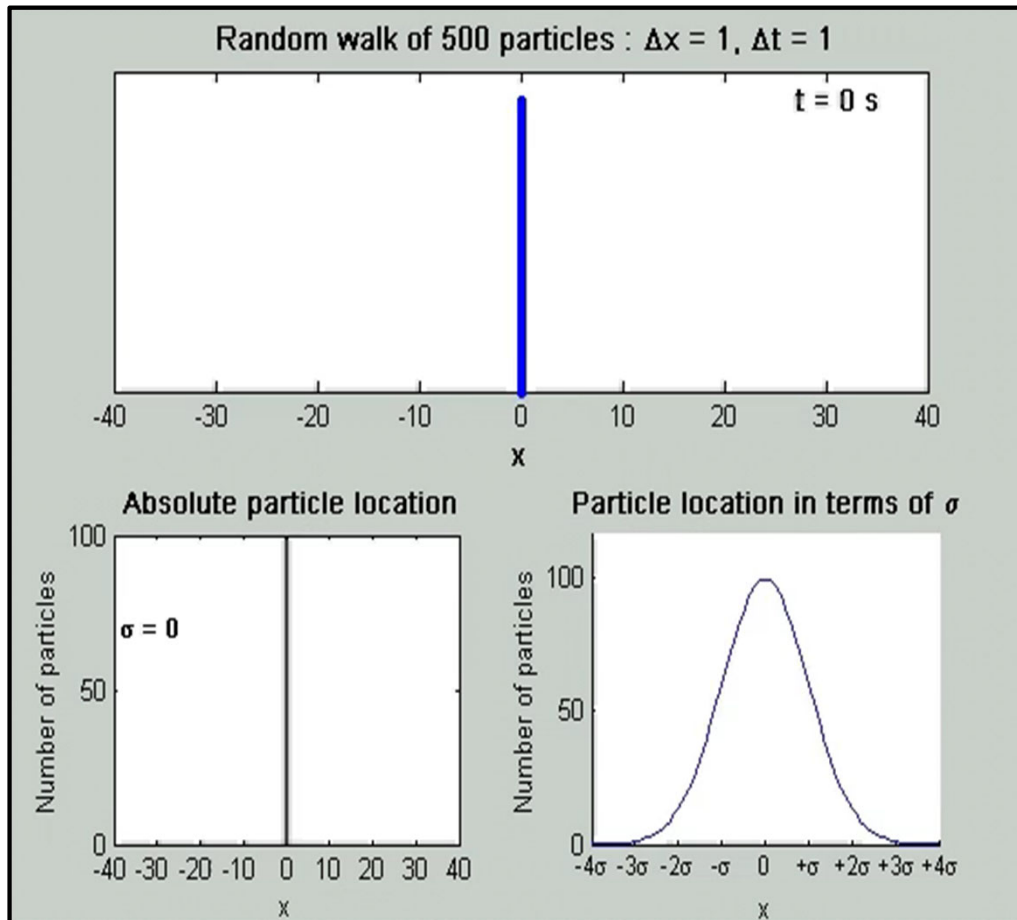 Random walk of 500 particles : Δx = 1, Δt = 1
t = 0 s
-40 -30 -20 -10 0 10 20 30 40
x
Absolute particle location
100
50
0
Number of particles
σ = 0
-40 -30 -20 -10 0 10 20 30 40
x
Particle location in terms of σ
100
50
0
Number of particles
-4σ -3σ -2σ -σ 0 +σ +2σ +3σ +4σ
x